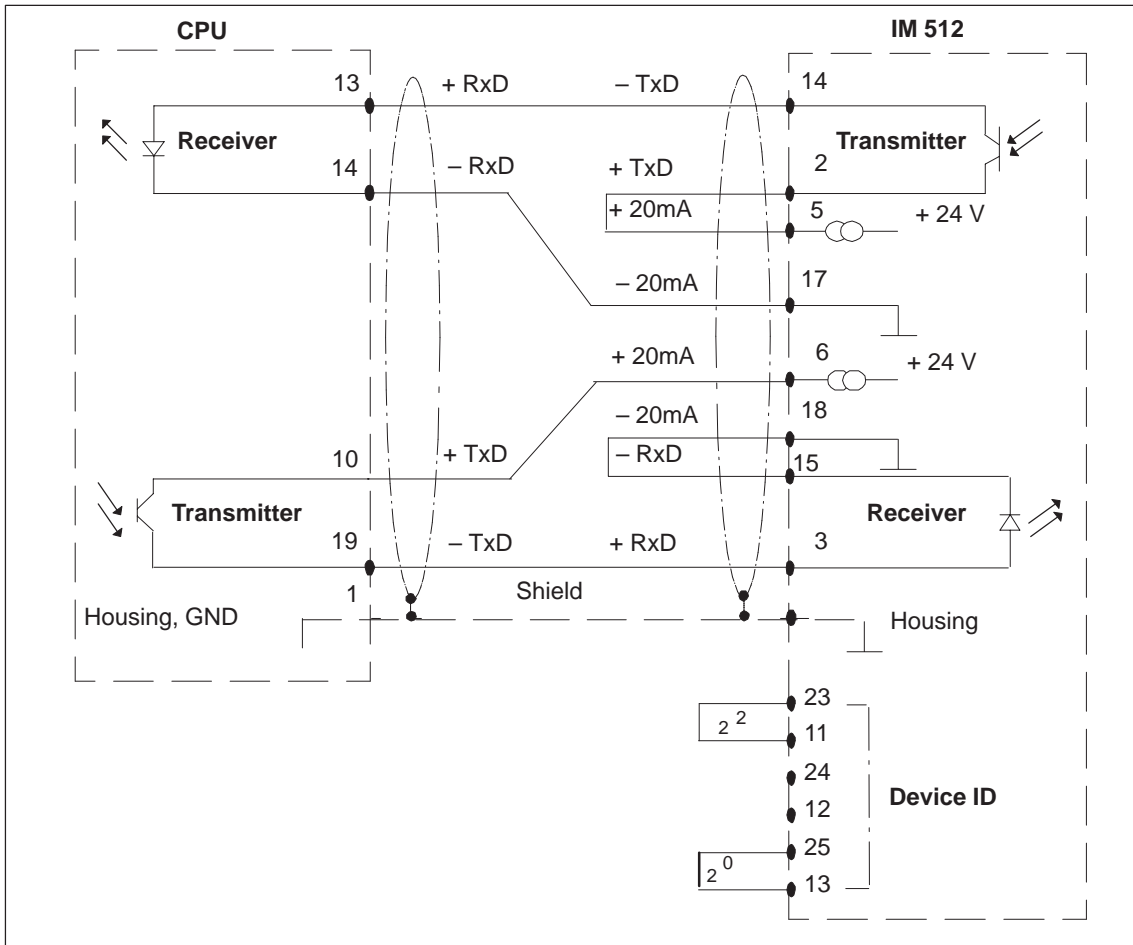 CPU
IM 512
13
+ RxD
– TxD
14
Receiver
Transmitter
14
– RxD
+ TxD
2
+ 20mA
5
+ 24 V
– 20mA
17
+ 20mA
6
+ 24 V
– 20mA
18
10
+ TxD
– RxD
15
Transmitter
Receiver
19
– TxD
+ RxD
3
1
Shield
Housing, GND
Housing
23
2 2
11
24
Device ID
12
25
2 0
13